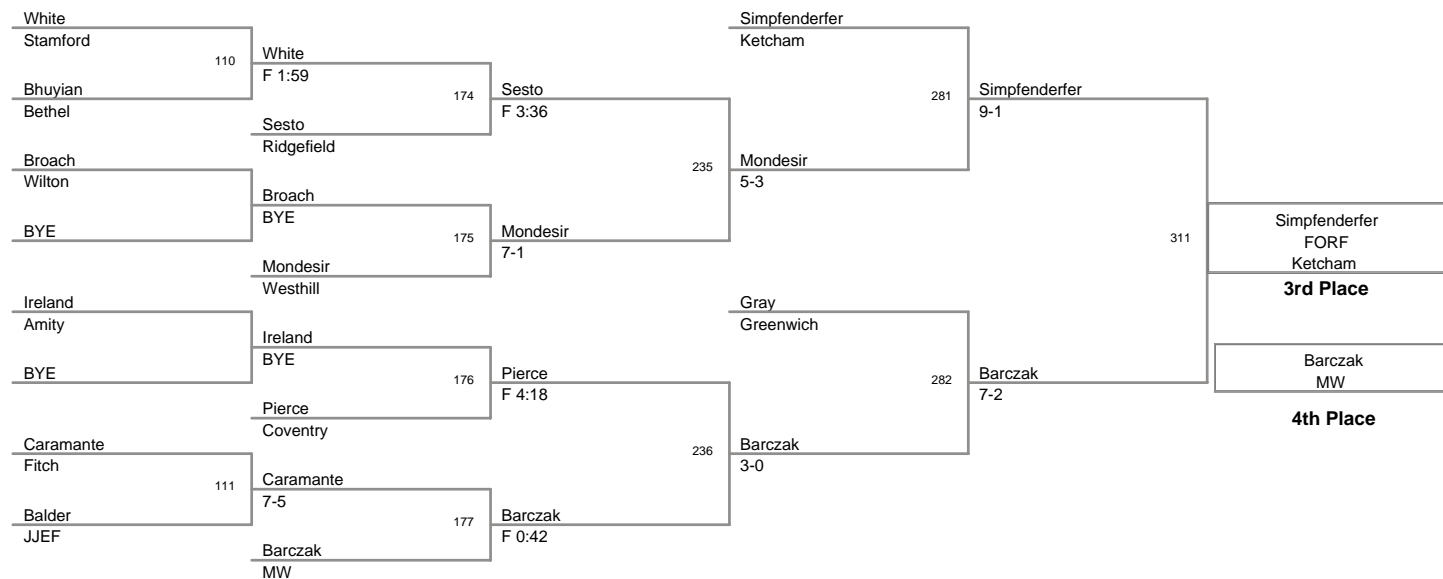 White
Stamford
110
Bhuyian
Bethel
White
F 1:59
174
Sesto
Ridgefield
Sesto
F 3:36
Broach
Wilton
BYE
Broach
BYE
175
Mondesir
Westhill
Mondesir
7-1
235
Simpfenderfer
Ketcham
281
Mondesir
5-3
Simpfenderfer
9-1
Ireland
Amity
BYE
Ireland
BYE
176
Pierce
Coventry
Pierce
F 4:18
Caramante
Fitch
111
Balder
JJEF
Caramante
7-5
177
Barczak
MW
Barczak
F 0:42
236
Gray
Greenwich
282
Barczak
3-0
Barczak
7-2
311
Simpfenderfer
FORF
Ketcham
3rd Place
Barczak
MW
4th Place